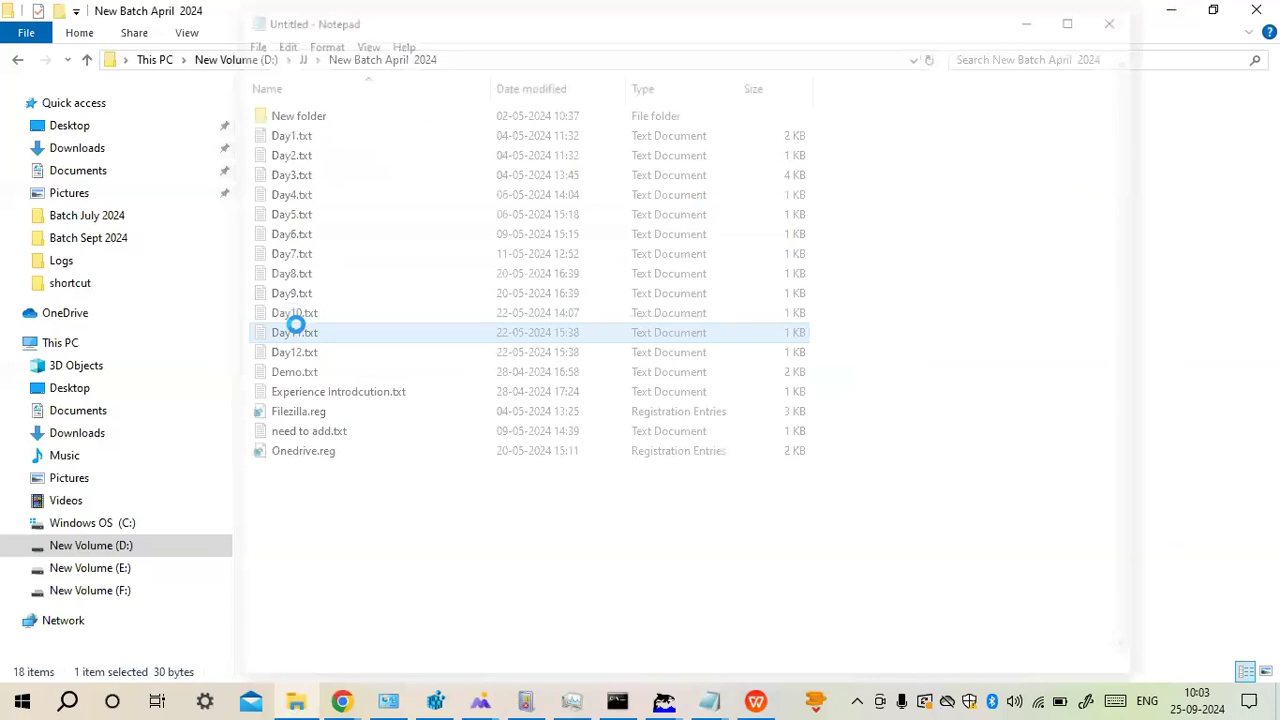 New Batch April  2024
Untitled - Notepad
File Home Share View
File Edit Format View Help
This PC New Volume (D:) JJ New Batch April  2024
Search New Batch April  2024
Name Date modified Type Size
New folder 02-05-2024 10:37 File folder
Day1.txt 04-05-2024 11:32 Text Document 2 KB
Day2.txt 04-05-2024 11:32 Text Document 1 KB
Day3.txt 04-05-2024 13:45 Text Document 4 KB
Day4.txt 06-05-2024 14:04 Text Document 1 KB
Day5.txt 06-05-2024 15:18 Text Document 1 KB
Day6.txt 09-05-2024 15:15 Text Document 1 KB
Day7.txt 11-05-2024 12:52 Text Document 1 KB
Day8.txt 20-05-2024 16:39 Text Document 1 KB
Day9.txt 20-05-2024 16:39 Text Document 1 KB
Day10.txt 22-05-2024 14:07 Text Document 1 KB
Day11.txt 22-05-2024 15:38 Text Document 1 KB
Day12.txt 22-05-2024 15:38 Text Document 1 KB
Demo.txt 28-04-2024 16:58 Text Document 2 KB
Experience Introdcution.txt 28-04-2024 17:24 Text Document 1 KB
Filezilla.reg 04-05-2024 13:25 Registration Entries 3 KB
need to add.txt 09-05-2024 14:39 Text Document 1 KB
Onedrive.reg 20-05-2024 15:11 Registration Entries 2 KB
Quick access
Desktop
Downloads
Documents
Pictures
Batch July 2024
Batch Sept 2024
Logs
shortcut
OneDrive
This PC
3D Objects
Desktop
Documents
Downloads
Music
Pictures
Videos
Windows OS (C:)
New Volume (D:)
New Volume (E:)
New Volume (F:)
Network
18 items 1 item selected 30 bytes
ENG
10:03
25-09-2024